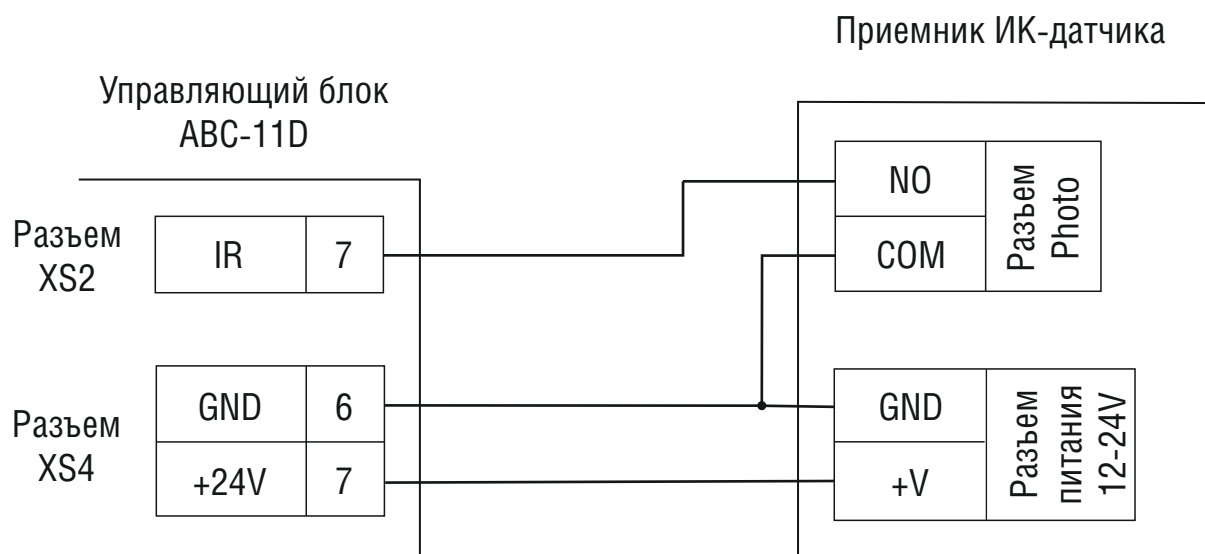 Приемник ИК-датчика
Управляющий блок
АВС-11D
Разъем
XS2
IR
7
NO
COM
Разъем
Photo
Разъем
XS4
GND
6
+24V
7
GND
+V
Разъем
питания
12-24V